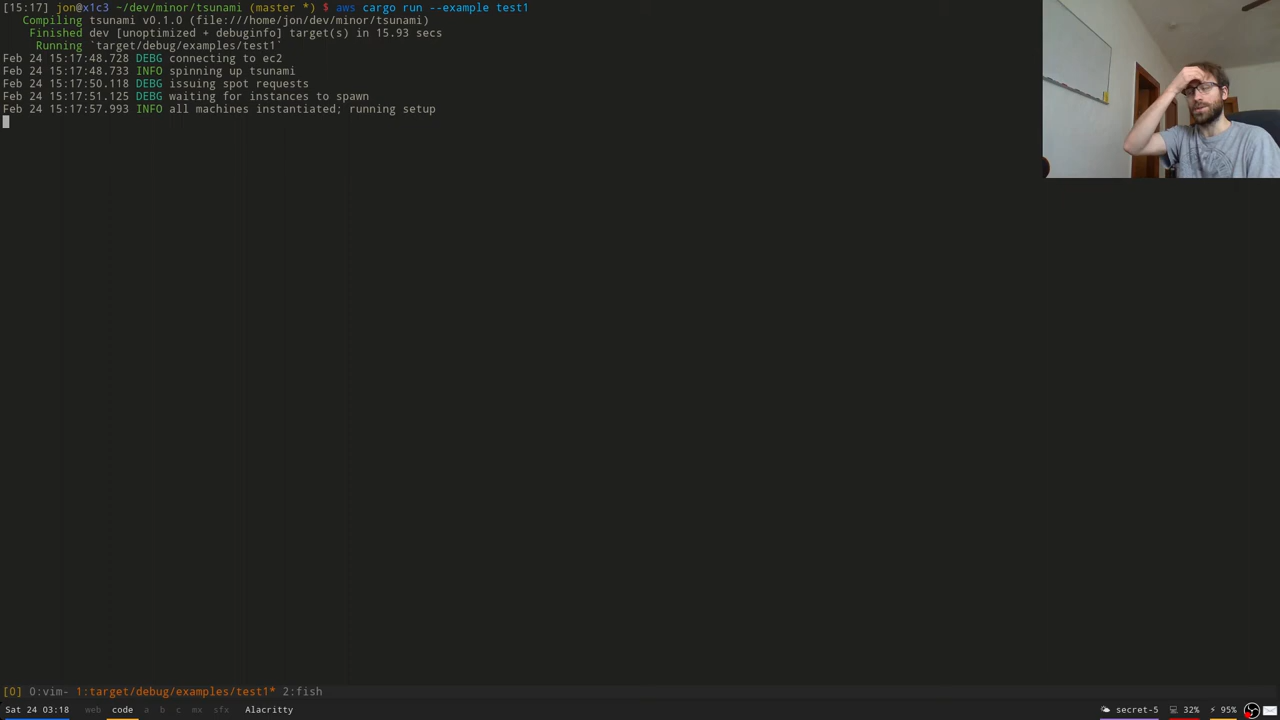 [15:17] jon@x1c3 ~/dev/minor/tsunami (master *) $ aws cargo run --example test1
Compiling tsunami v0.1.0 (file:///home/jon/dev/minor/tsunami)
Finished dev [unoptimized + debuginfo] target(s) in 15.93 secs
Running `target/debug/examples/test1`
Feb 24 15:17:48.728 DEBG connecting to ec2
Feb 24 15:17:48.733 INFO spinning up tsunami
Feb 24 15:17:50.118 DEBG issuing spot requests
Feb 24 15:17:51.125 DEBG waiting for instances to spawn
Feb 24 15:17:57.993 INFO all machines instantiated; running setup
[0] 0:vim- 1:target/debug/examples/test1* 2:fish
Sat 24 03:18 web code a b c mx sfx Alacritty secret-5 32% 95%